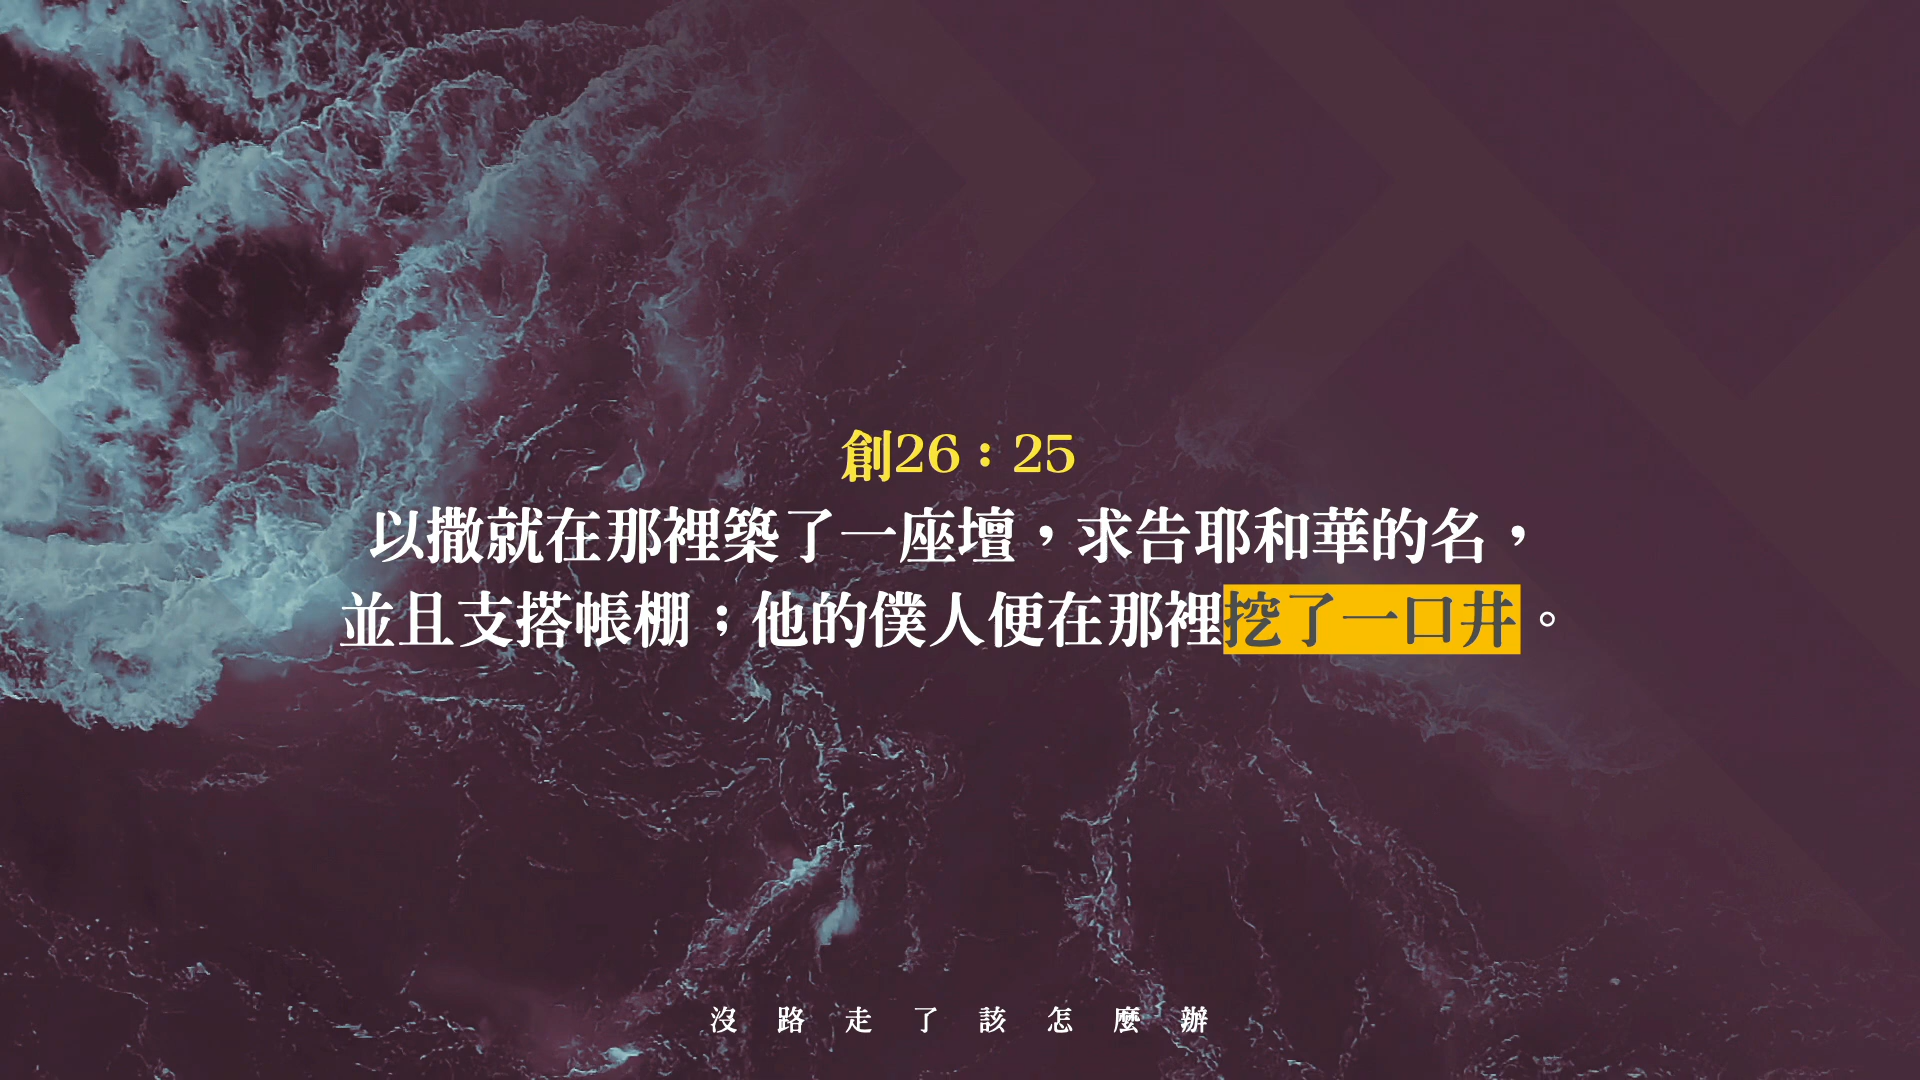 創26：25
以撒就在那裡築了一座壇，求告耶和華的名，
並且支搭帳棚；他的僕人便在那裡挖了一口井。
沒路走了該怎麼辦